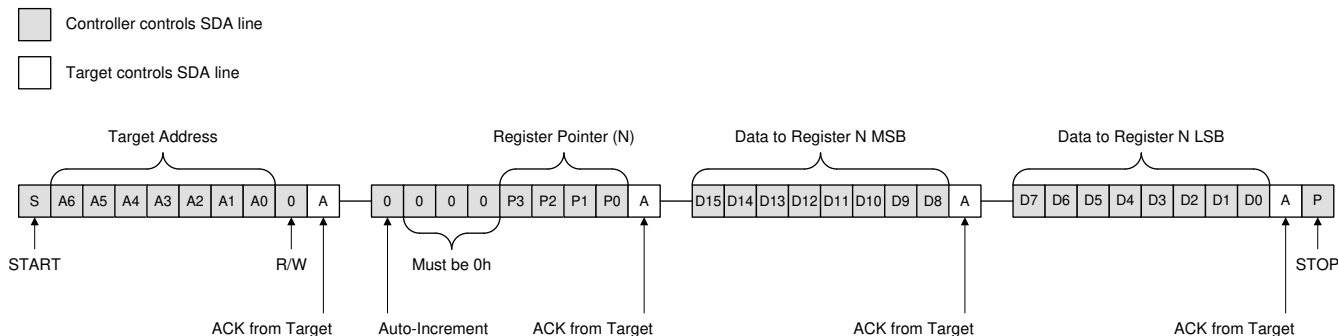 Controller controls SDA line
Target controls SDA line
Target Address
Register Pointer (N)
Data to Register N MSB
Data to Register N LSB
S A6 A5 A4 A3 A2 A1 A0 0 A 0 0 0 0 P3 P2 P1 P0 A D15 D14 D13 D12 D11 D10 D9 D8 A D7 D6 D5 D4 D3 D2 D1 D0 A P
START
R/W
Must be 0h
STOP
ACK from Target
Auto-Increment
ACK from Target
ACK from Target
ACK from Target